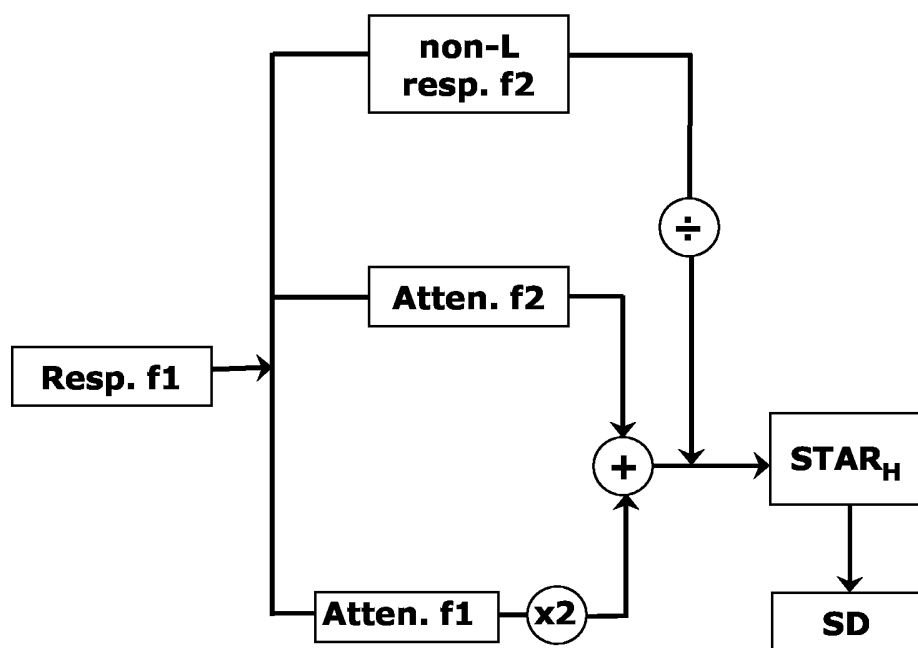 non-L
resp. f2
÷
Atten. f2
Resp. f1
+
STARH
Atten. f1
x2
SD